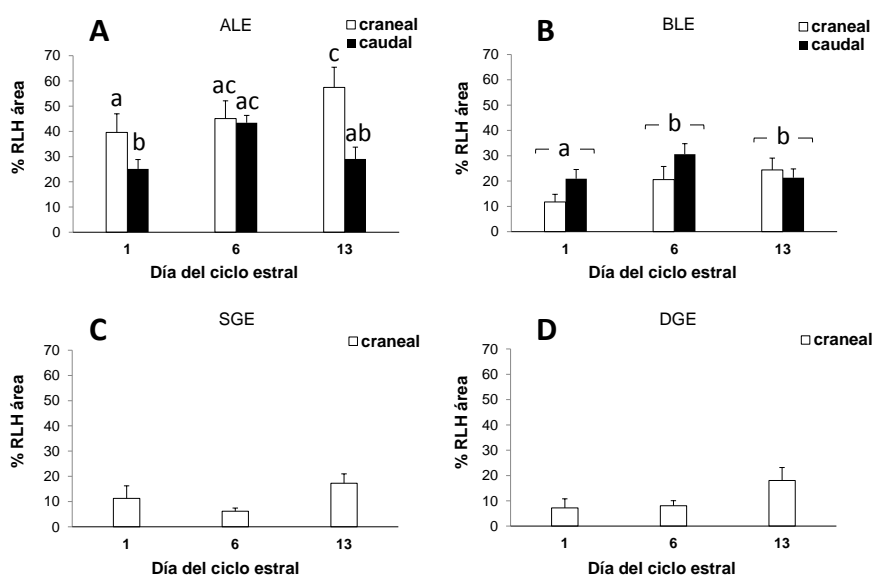 A
ALE
craneal
caudal
% RLH área
70
60
50
40
30
20
10
0
a
b
ac
ac
c
ab
1
6
13
Día del ciclo estral
B
BLE
craneal
caudal
% RLH área
70
60
50
40
30
20
10
0
a
b
b
1
6
13
Día del ciclo estral
C
SGE
craneal
% RLH área
70
60
50
40
30
20
10
0
1
6
13
Día del ciclo estral
D
DGE
craneal
% RLH área
70
60
50
40
30
20
10
0
1
6
13
Día del ciclo estral